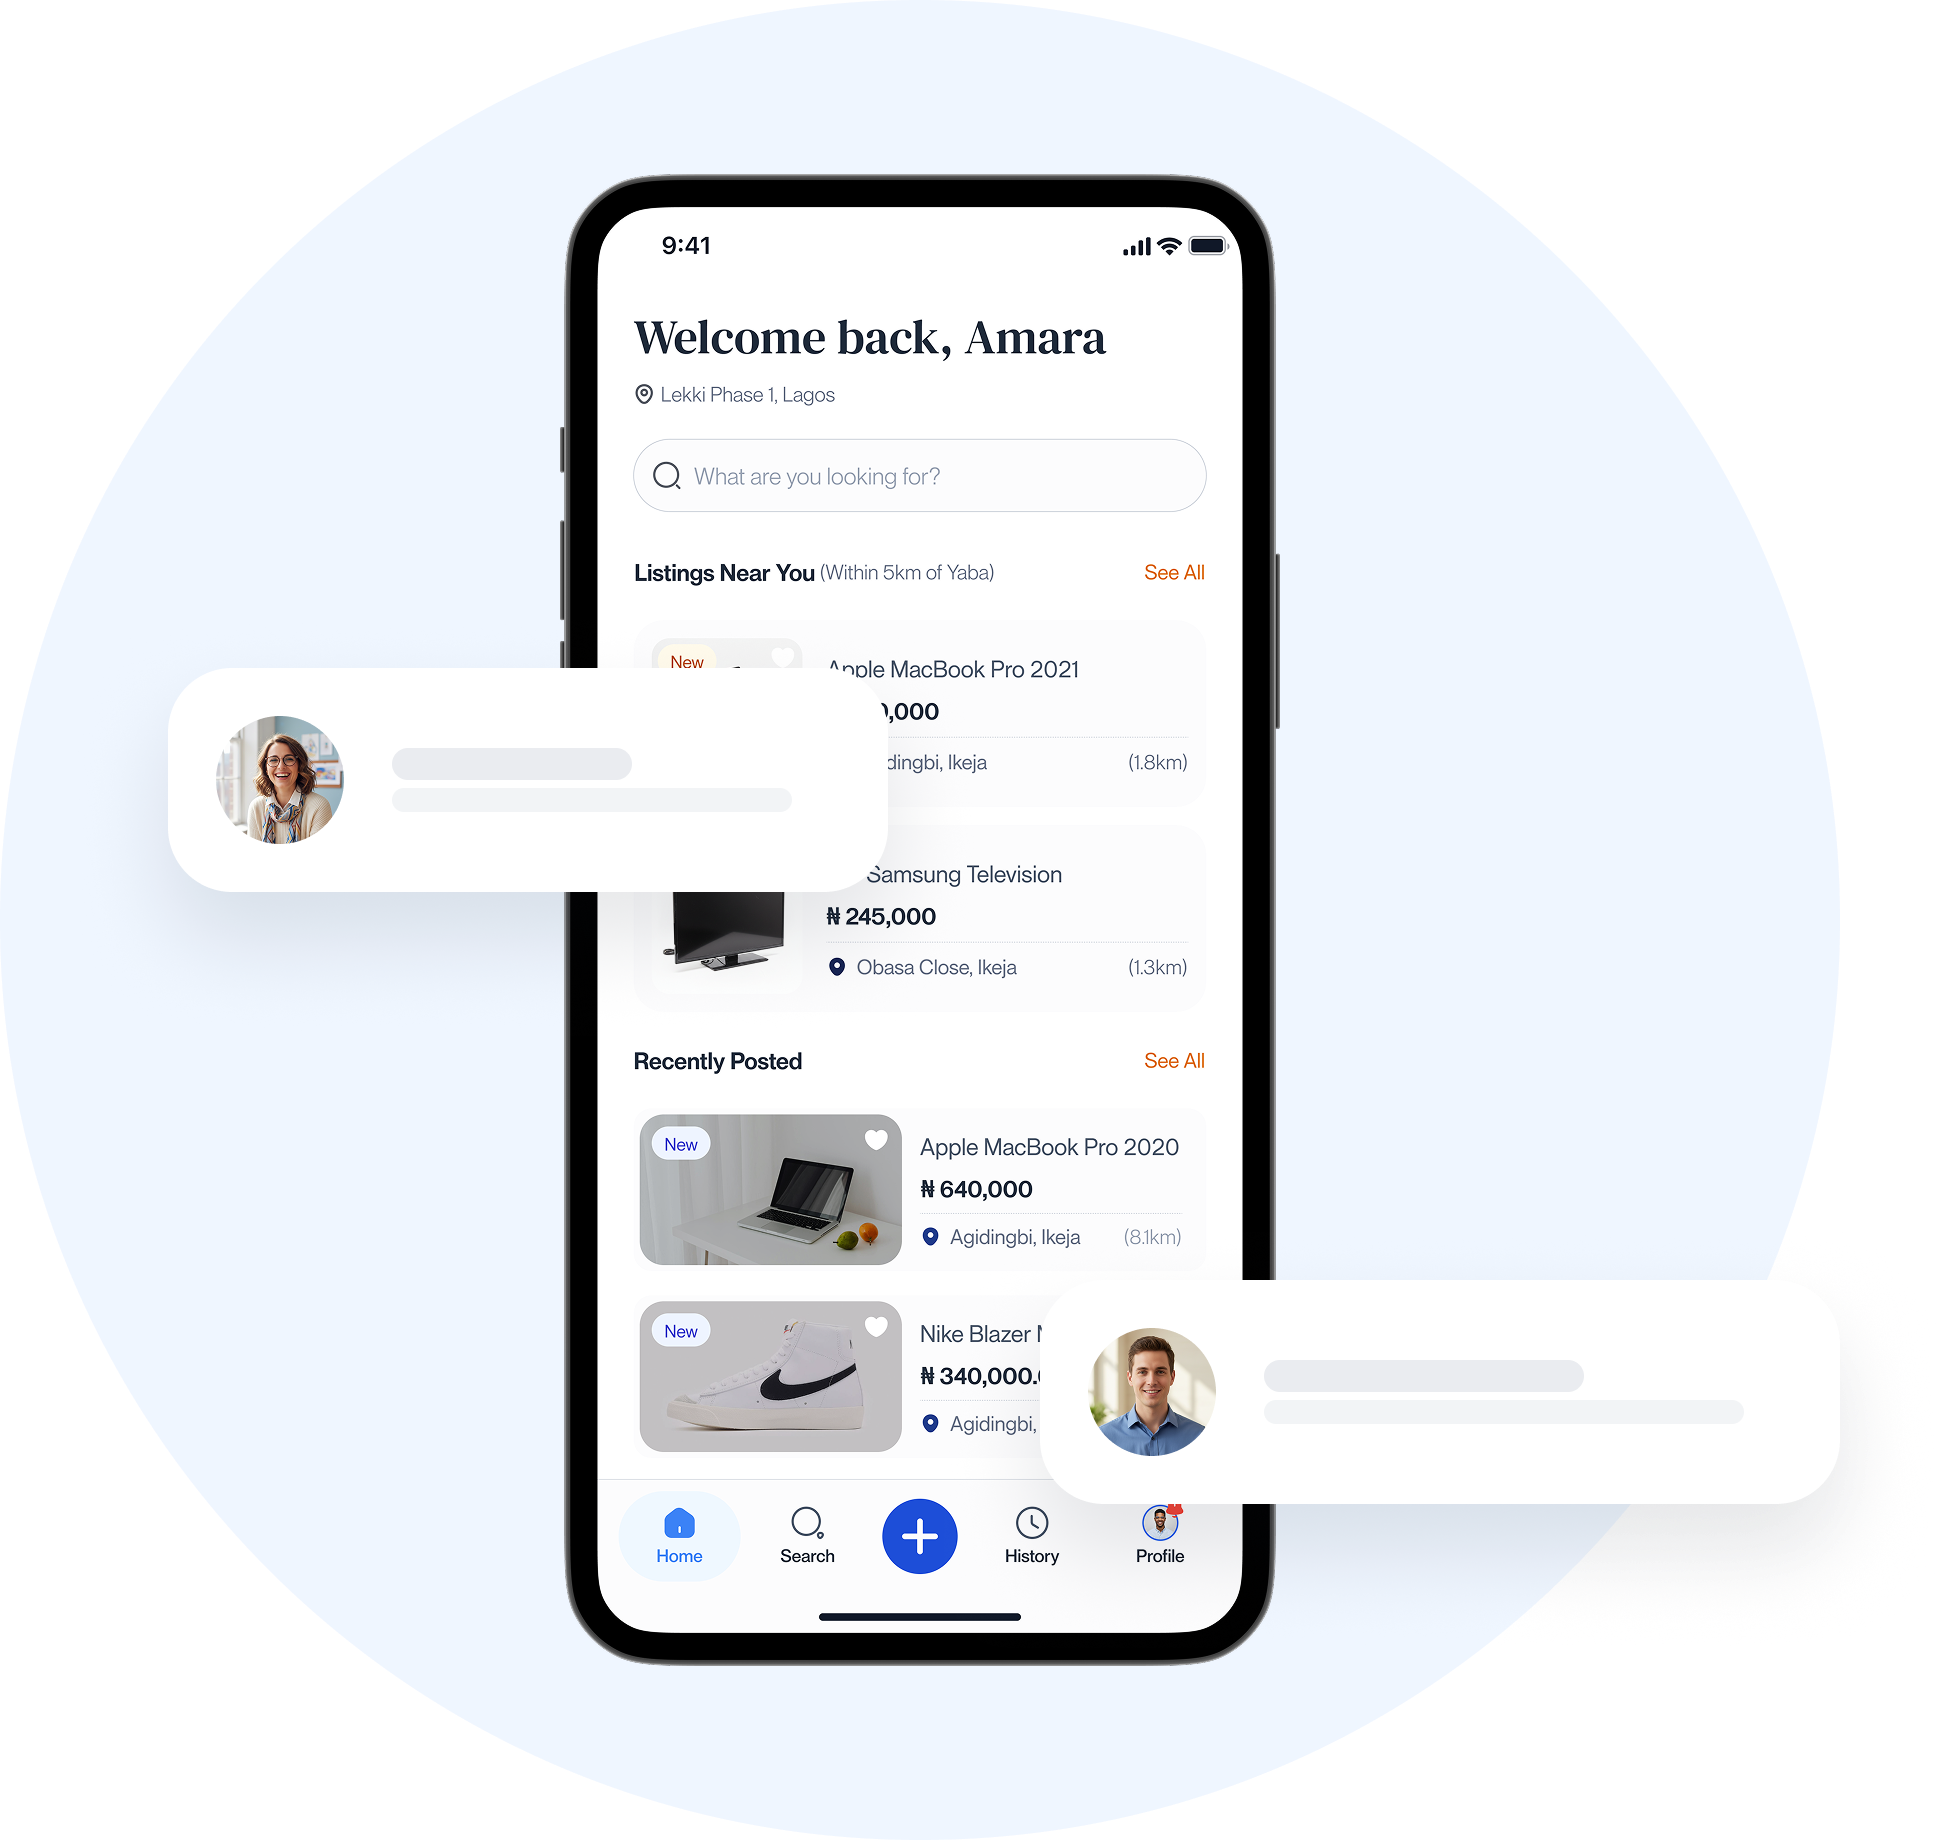 9:41
Welcome back, Amara
Lekki Phase 1, Lagos
What are you looking for?
Listings Near You (Within 5km of Yaba)
See All
New
Apple MacBook Pro 2021
,000
dingbi, Ikeja
(1.8km)
Samsung Television
₦ 245,000
Obasa Close, Ikeja
(1.3km)
Recently Posted
See All
New
Apple MacBook Pro 2020
₦ 640,000
Agidingbi, Ikeja
(8.1km)
New
Nike Blazer
₦ 340,000.
Agidingbi,
Home
Search
History
Profile